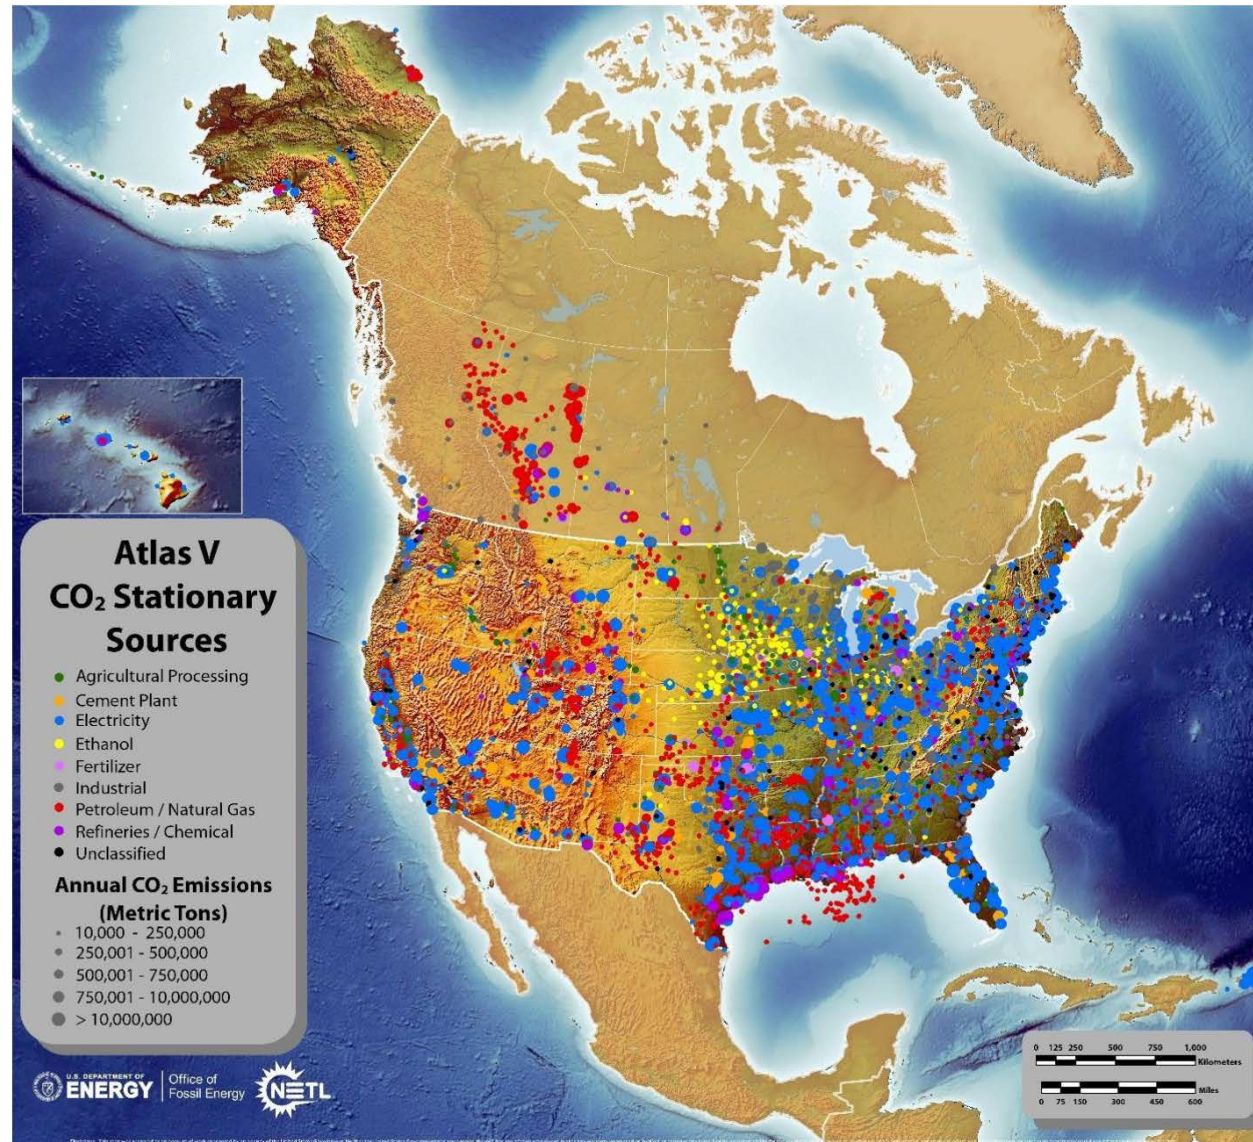 Atlas V
CO₂ Stationary
Sources
Agricultural Processing
Cement Plant
Electricity
Ethanol
Fertilizer
Industrial
Petroleum / Natural Gas
Refineries / Chemical
Unclassified
Annual CO₂ Emissions
(Metric Tons)
10,000 - 250,000
250,001 - 500,000
500,001 - 750,000
750,001 - 10,000,000
> 10,000,000
U.S. DEPARTMENT OF
ENERGY
Office of
Fossil Energy
NETL
0 125 250 500 750 1,000
Kilometers
Miles
0 75 150 300 450 600